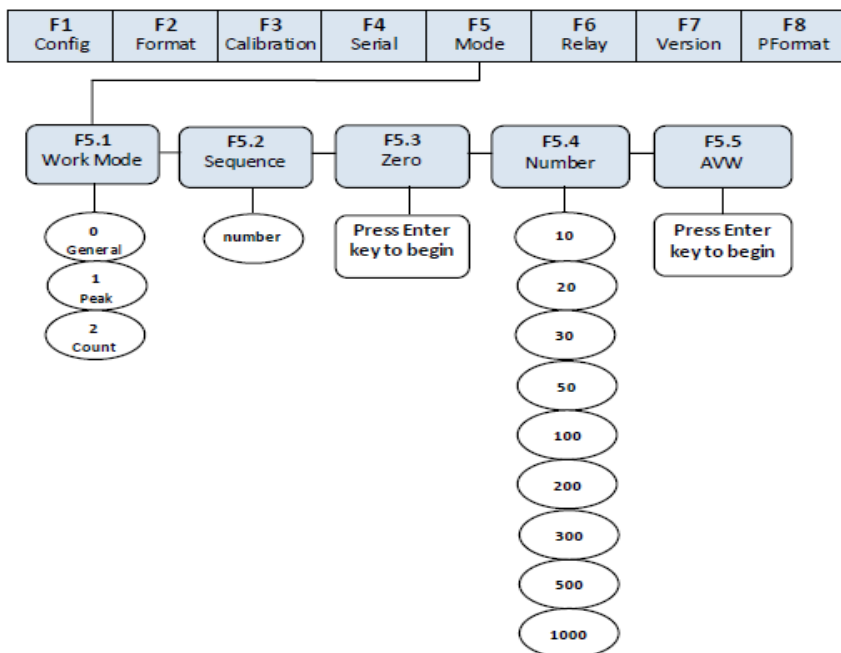 F1 F2 F3 F4 F5 F6 F7 F8
Config Format Calibration Serial Mode Relay Version PFormat
F5.1 F5.2 F5.3 F5.4 F5.5
Work Mode Sequence Zero Number AVW
0
General
1
Peak
2
Count
number
Press Enter
key to begin
10
20
30
50
100
200
300
500
1000
Press Enter
key to begin